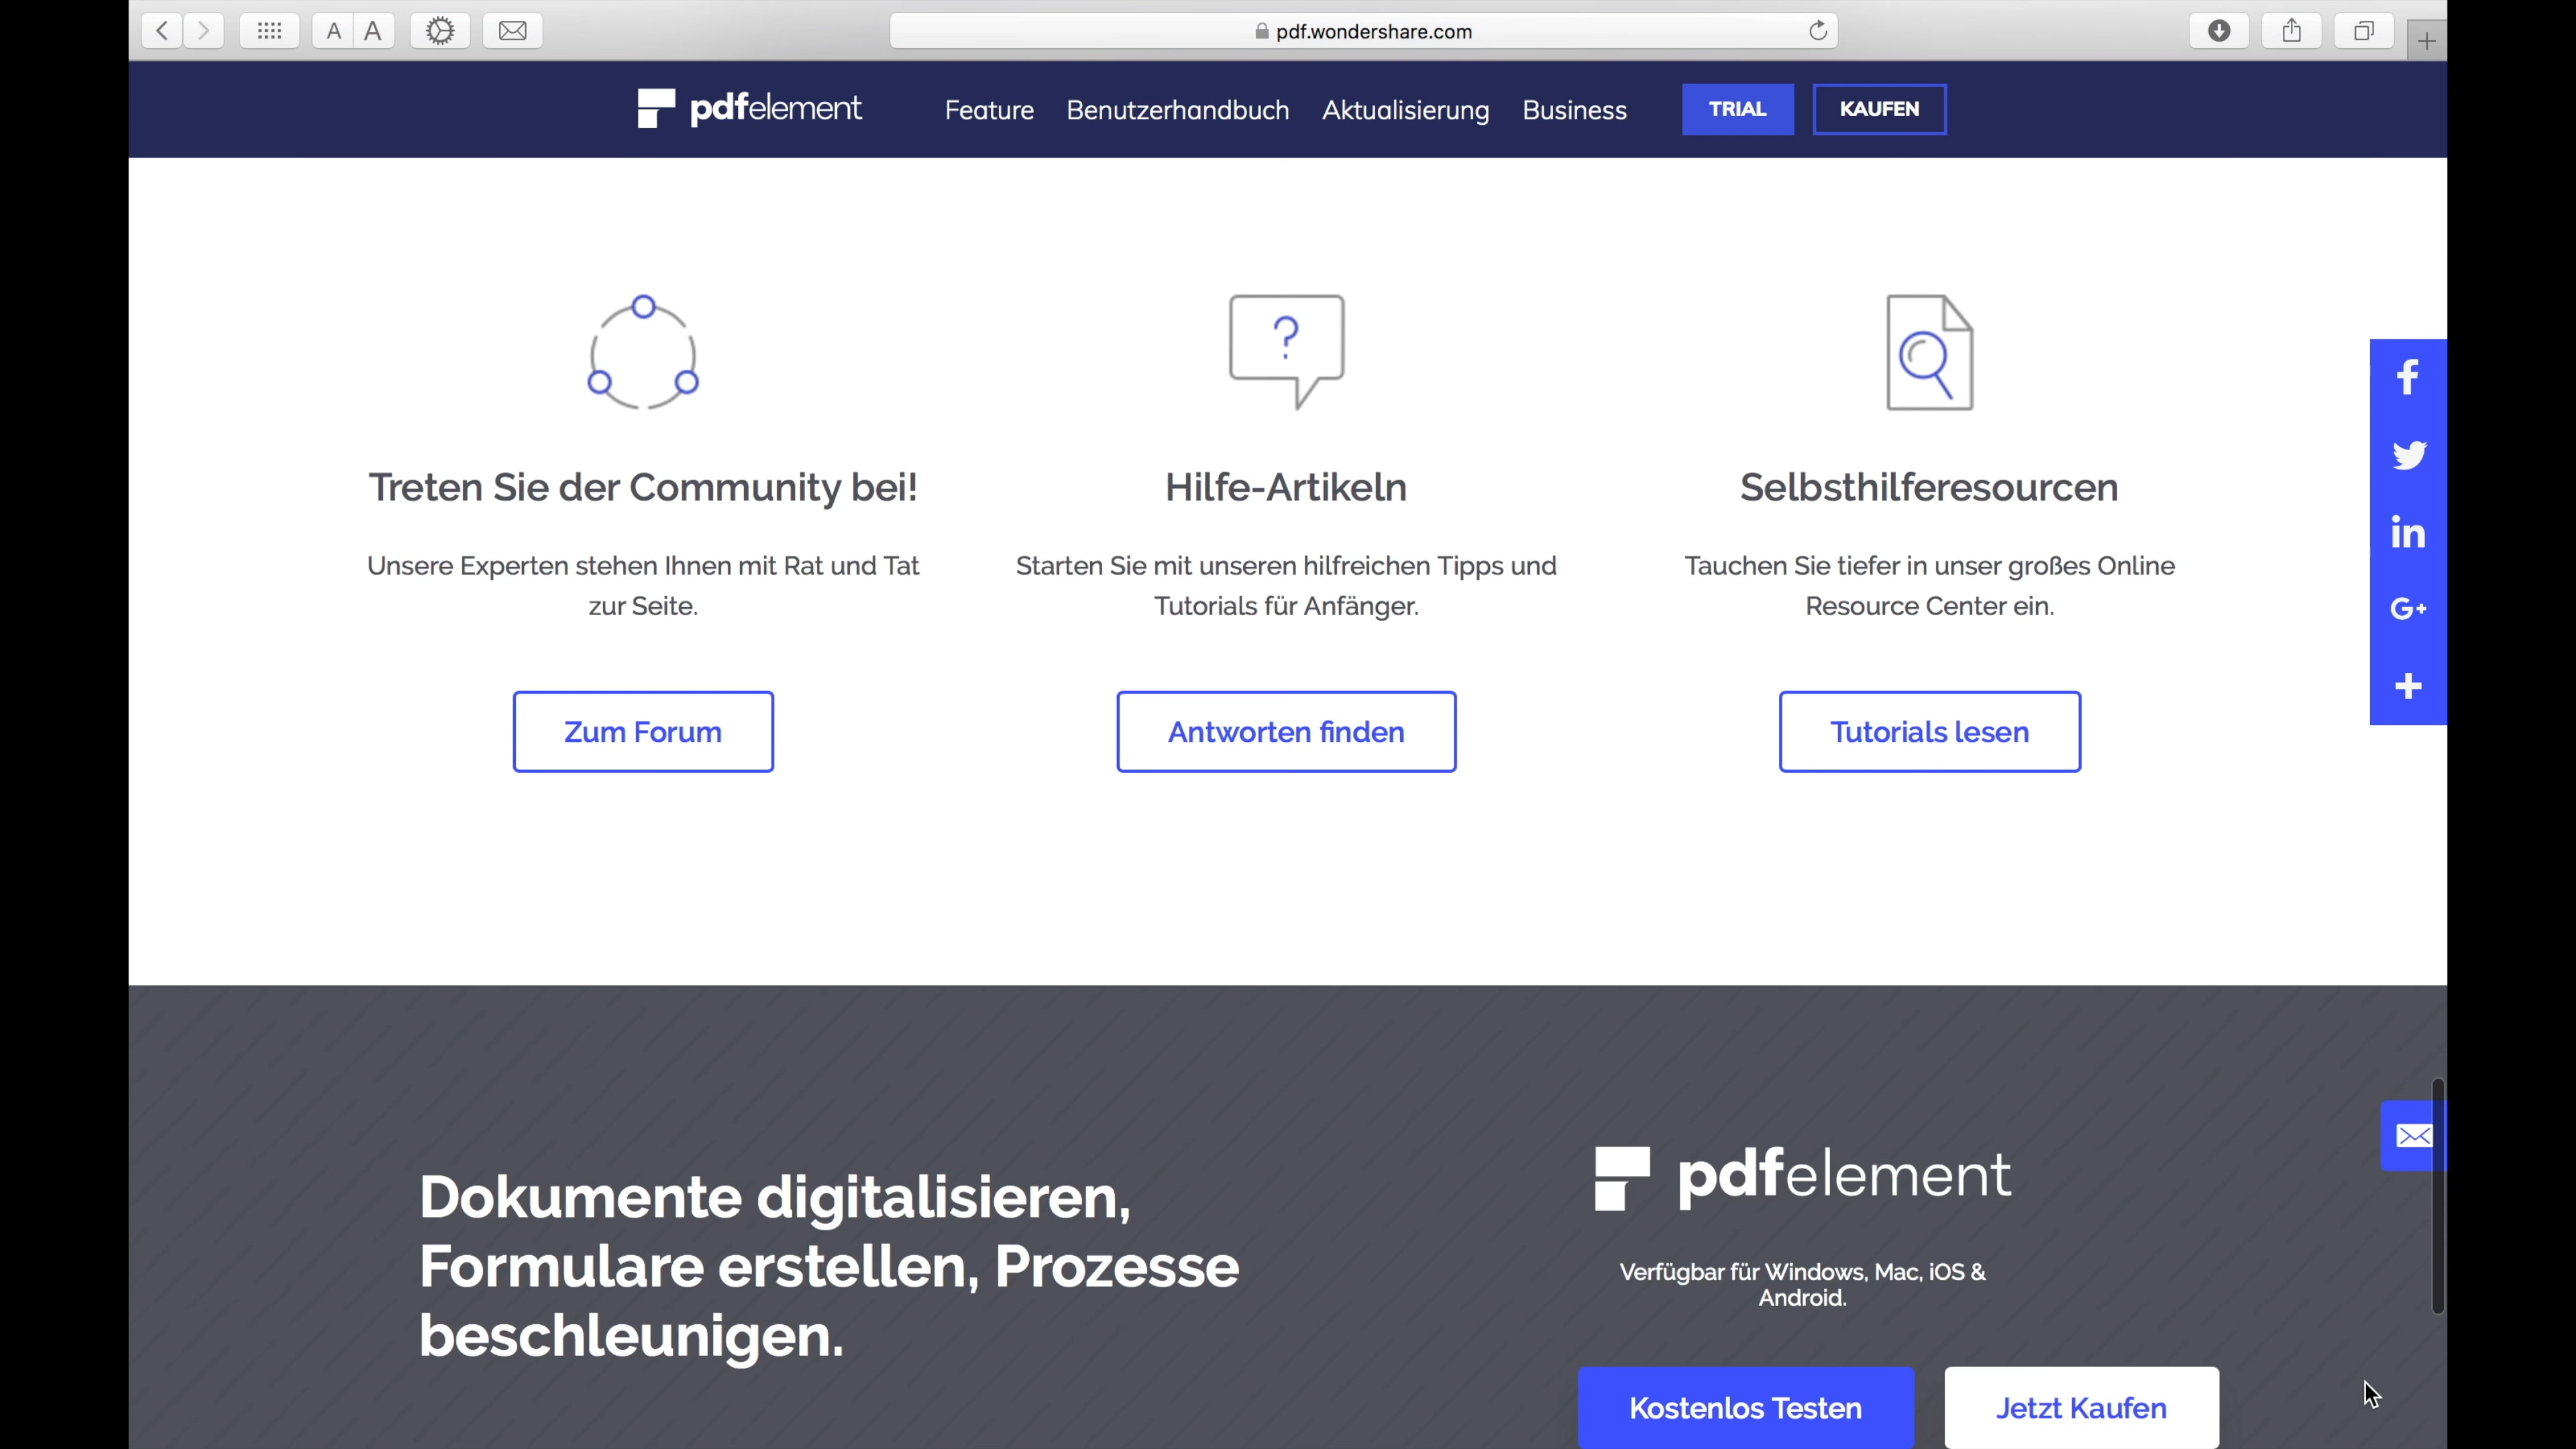 A A
pdf.wondershare.com
pdfelement
Feature Benutzerhandbuch Aktualisierung Business TRIAL KAUFEN
?
Treten Sie der Community bei!
Unsere Experten stehen Ihnen mit Rat und Tat
zur Seite.
Zum Forum
Hilfe-Artikeln
Starten Sie mit unseren hilfreichen Tipps und
Tutorials für Anfänger.
Antworten finden
Selbsthilferesourcen
Tauchen Sie tiefer in unser großes Online
Resource Center ein.
Tutorials lesen
f
in
G+
Dokumente digitalisieren,
Formulare erstellen, Prozesse
beschleunigen.
pdfelement
Verfügbar für Windows, Mac, iOS &
Android.
Kostenlos Testen
Jetzt Kaufen